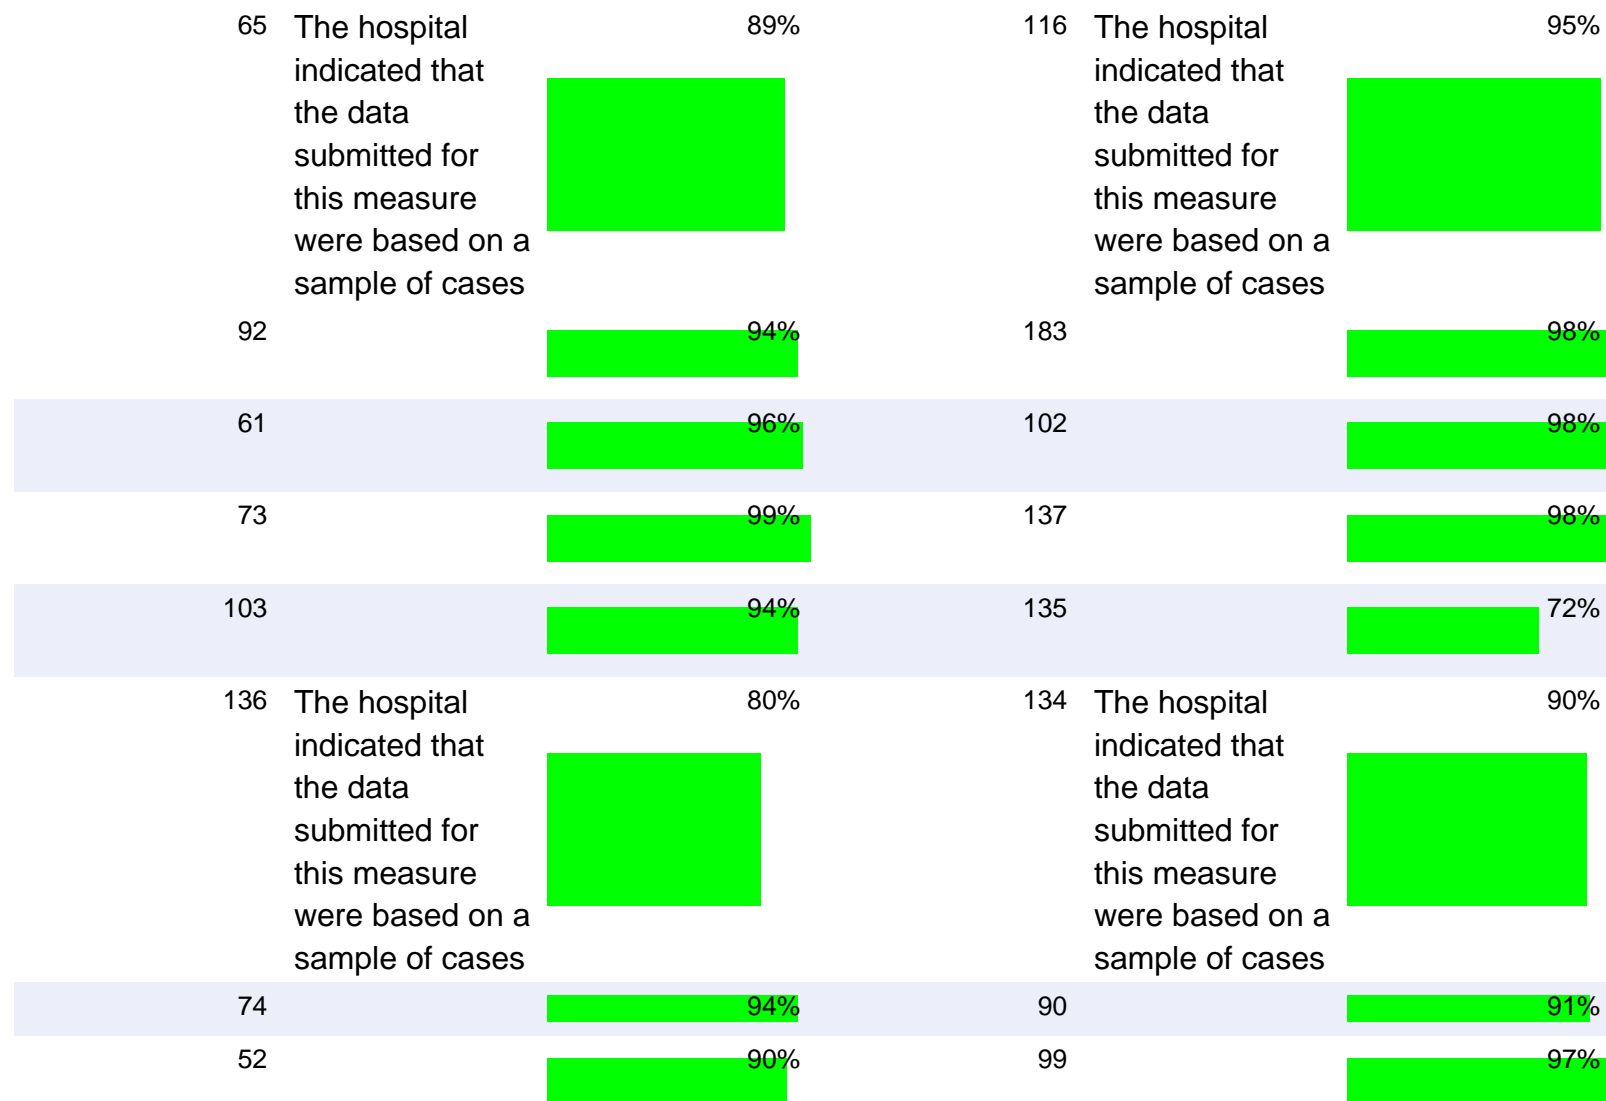 65 The hospital 89% 116 The hospital 95%
indicated that indicated that
the data the data
submitted for submitted for
this measure this measure
were based on a were based on a
sample of cases sample of cases
92 94% 183 98%
61 96% 102 98%
73 99% 137 98%
103 94% 135 72%
136 The hospital 80% 134 The hospital 90%
indicated that indicated that
the data the data
submitted for submitted for
this measure this measure
were based on a were based on a
sample of cases sample of cases
74 94% 90 91%
52 90% 99 97%